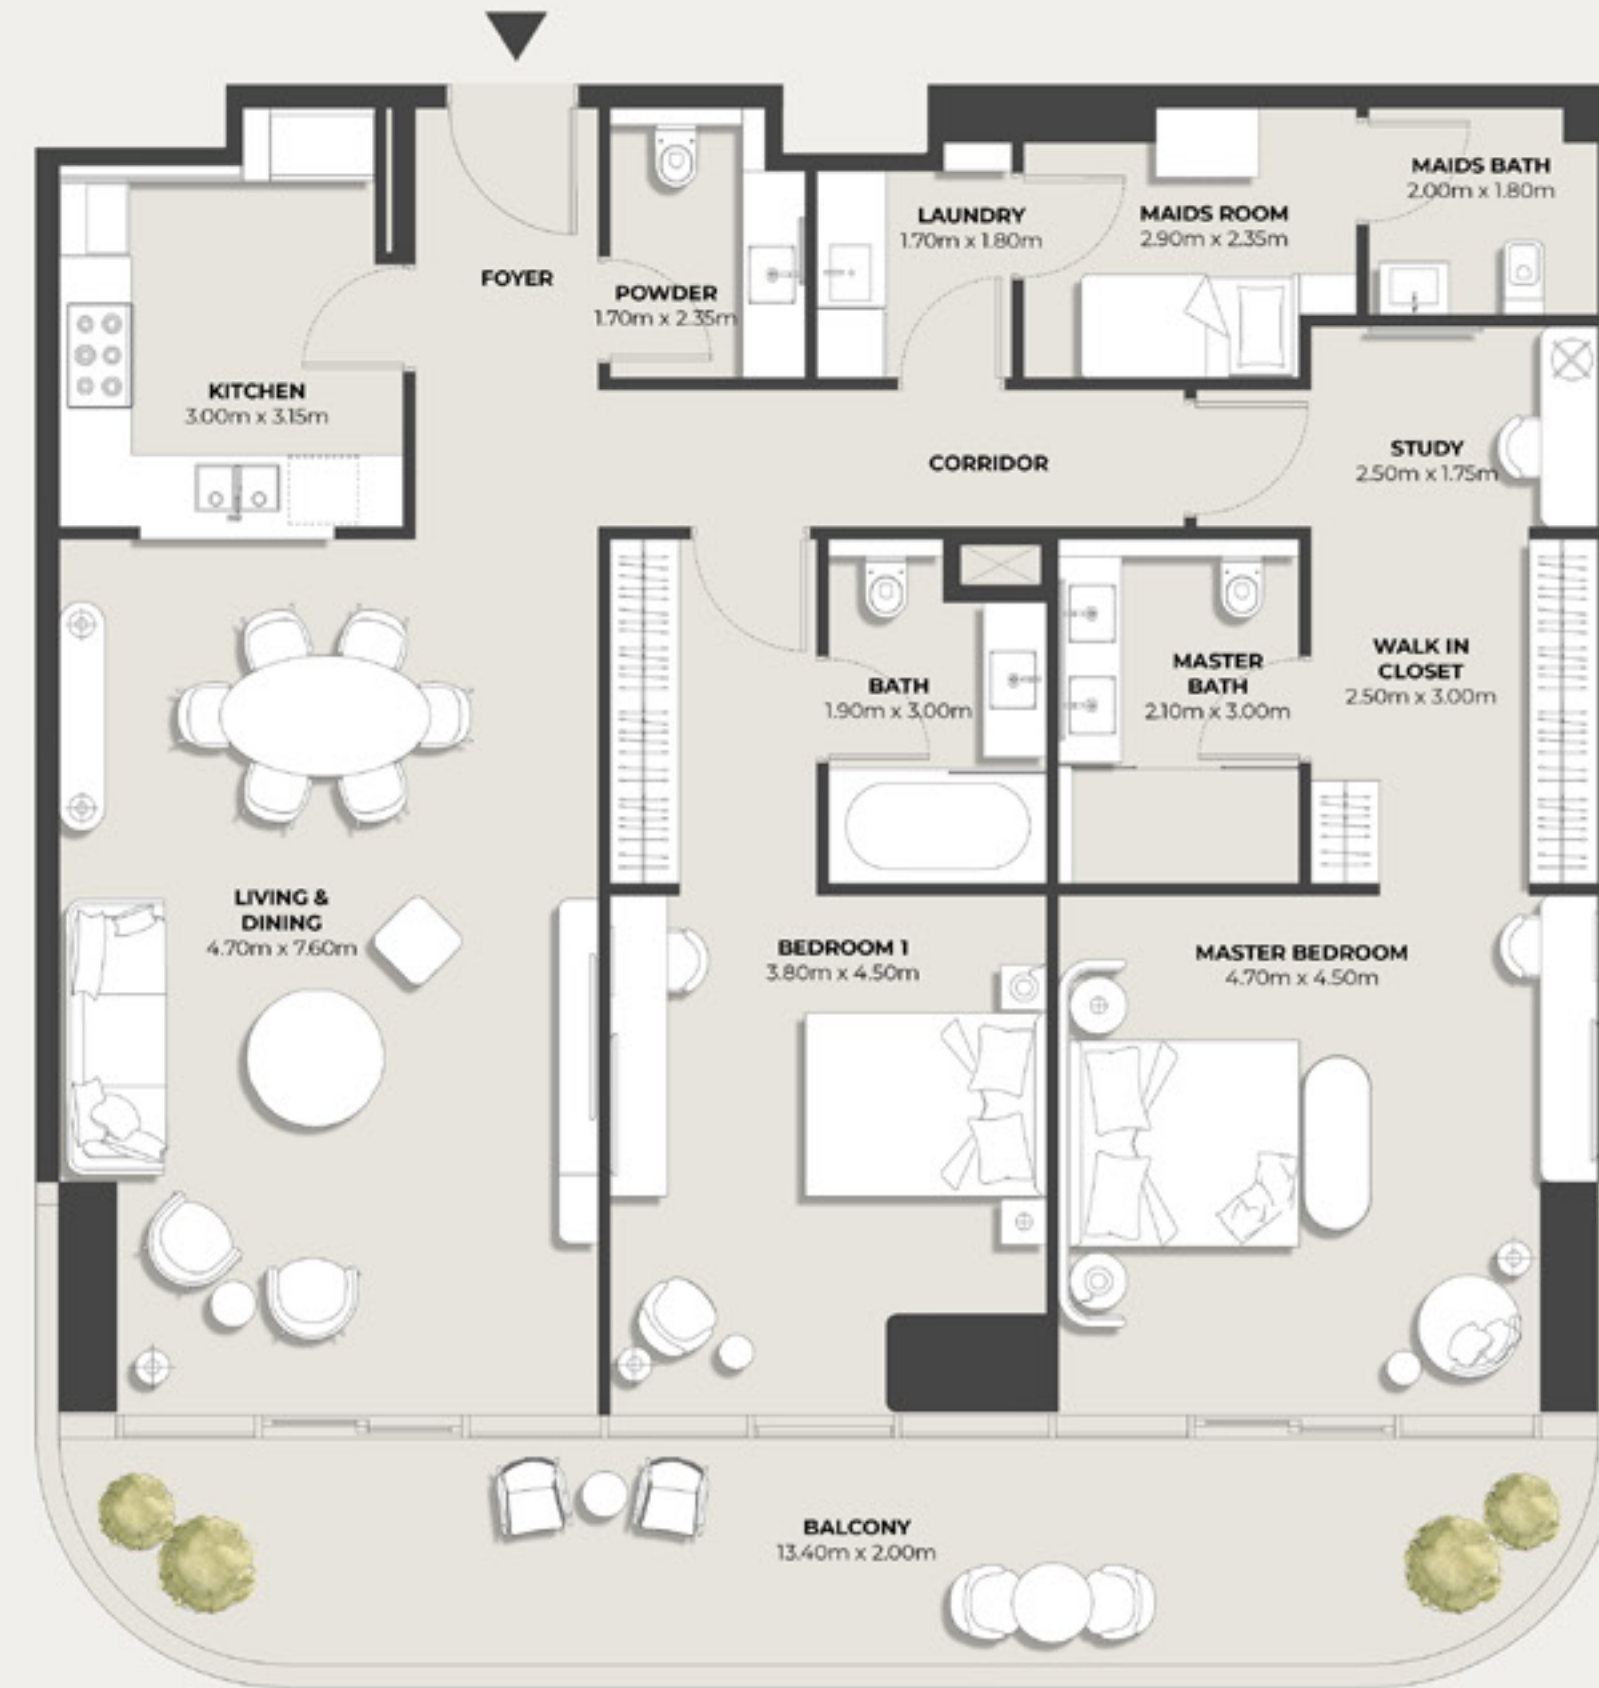 MAIDS BATH
2.00m x 1.80m
LAUNDRY
1.70m x 1.80m
MAIDS ROOM
2.90m x 2.35m
FOYER
POWDER
1.70m x 2.35m
KITCHEN
3.00m x 3.15m
CORRIDOR
STUDY
2.50m x 1.75m
BATH
1.90m x 3.00m
MASTER
BATH
2.10m x 3.00m
WALK IN
CLOSET
2.50m x 3.00m
LIVING &
DINING
4.70m x 7.60m
BEDROOM 1
3.80m x 4.50m
MASTER BEDROOM
4.70m x 4.50m
BALCONY
13.40m x 2.00m